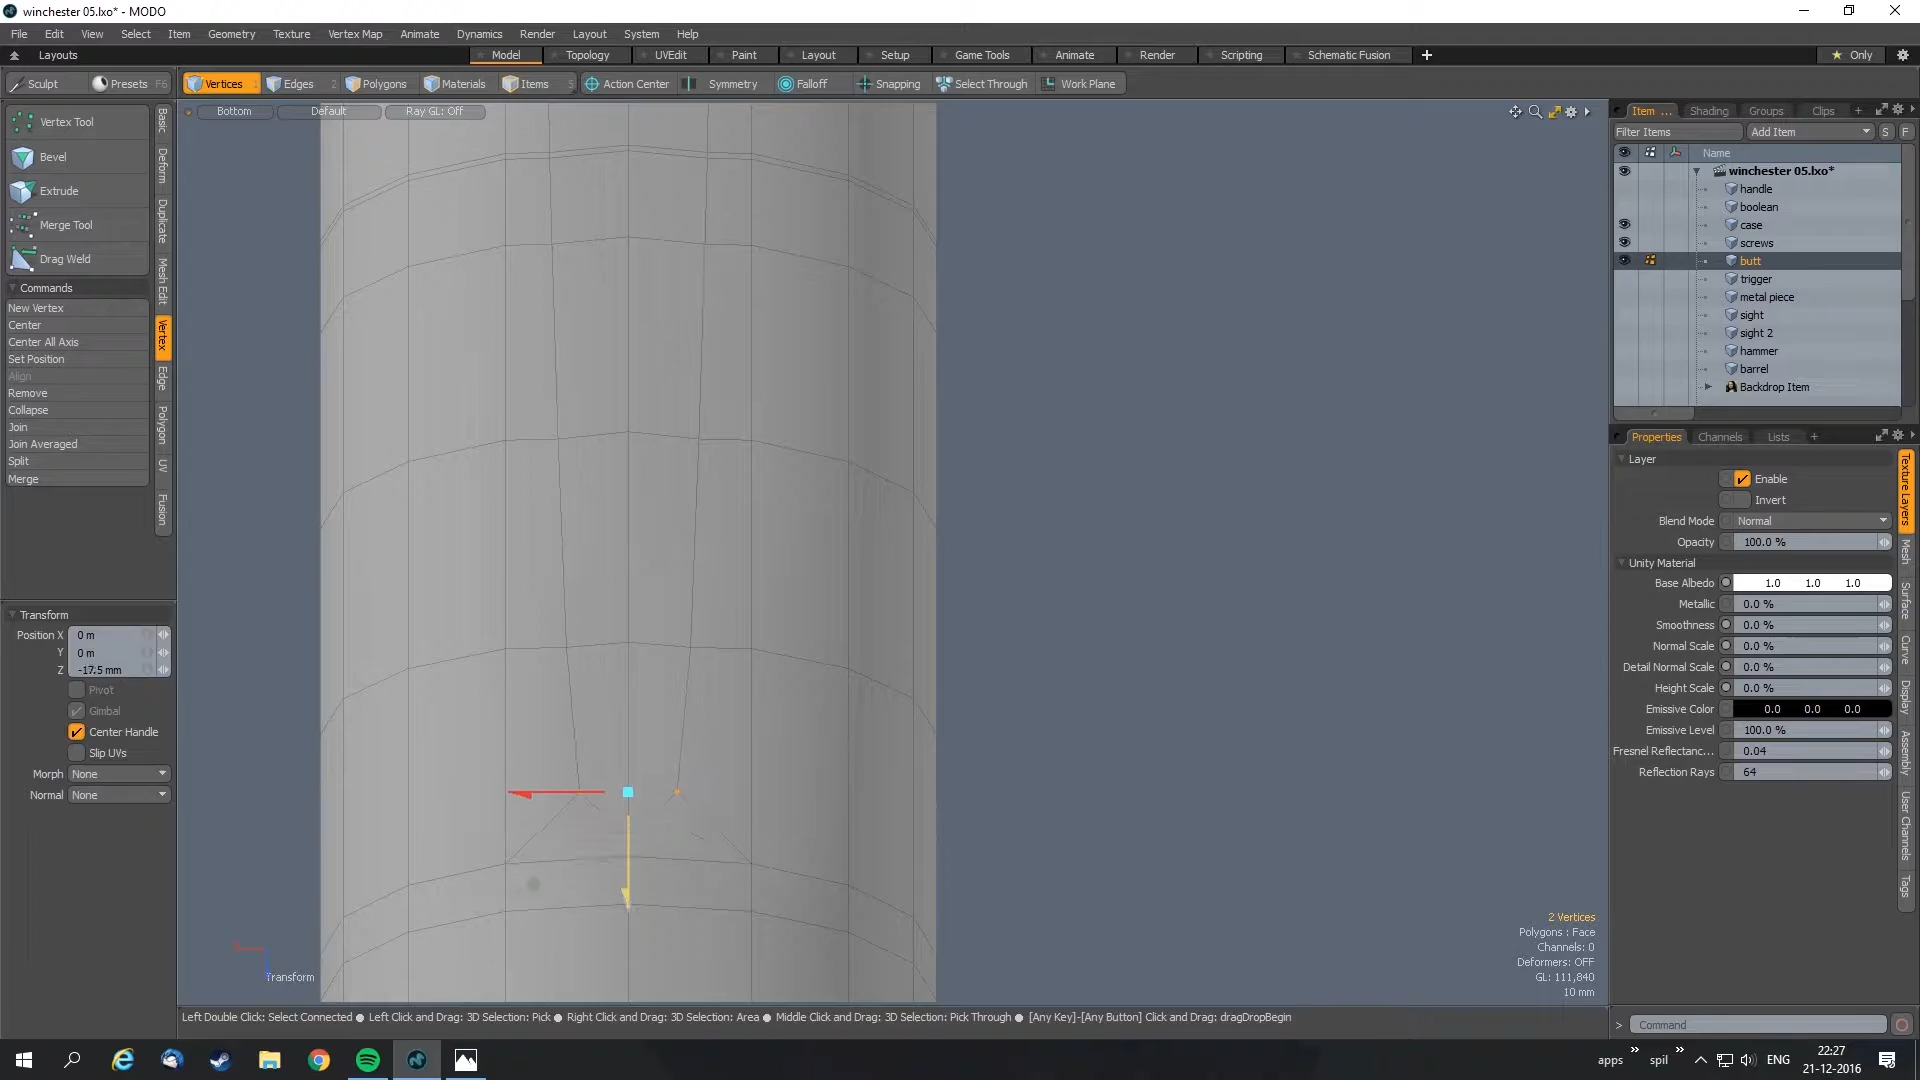 winchester 05.lxo* - MODO
File Edit View Select Item Geometry Texture Vertex Map Animate Dynamics Render Layout System Help
Layouts Model Topology UVEdit Paint Layout Setup Game Tools Animate Render Scripting Schematic Fusion + ★ Only
Sculpt Presets F6 Vertices 1 Edges 2 Polygons Materials Items 5 Action Center Symmetry Falloff Snapping Select Through Work Plane
Bottom Default Ray GL: Off
Vertex Tool
Bevel
Extrude
Merge Tool
Drag Weld
Commands
New Vertex
Center
Center All Axis
Set Position
Align
Remove
Collapse
Join
Join Averaged
Split
Merge
Basic
Deform
Duplicate
Mesh Edit
Vertex
Edge
Polygon
UV
Fusion
Transform
Position X 0 m
Y 0 m
Z -17.5 mm
Pivot
Gimbal
Center Handle
Slip UVs
Morph None
Normal None
Transform
2 Vertices
Polygons : Face
Channels: 0
Deformers: OFF
GL: 111,840
10 mm
Left Double Click: Select Connected ● Left Click and Drag: 3D Selection: Pick ● Right Click and Drag: 3D Selection: Area ● Middle Click and Drag: 3D Selection: Pick Through ● [Any Key]-[Any Button] Click and Drag: dragDropBegin
Item ... Shading Groups Clips +
Filter Items Add Item S F
Name
winchester 05.lxo*
handle
boolean
case
screws
butt
trigger
metal piece
sight
sight 2
hammer
barrel
Backdrop Item
Properties Channels Lists +
Layer
Enable
Invert
Blend Mode Normal
Opacity 100.0 %
Unity Material
Base Albedo 1.0 1.0 1.0
Metallic 0.0 %
Smoothness 0.0 %
Normal Scale 0.0 %
Detail Normal Scale 0.0 %
Height Scale 0.0 %
Emissive Color 0.0 0.0 0.0
Emissive Level 100.0 %
Fresnel Reflectanc... 0.04
Reflection Rays 64
Texture Layers
Mesh
Surface
Curve
Display
Assembly
User Channels
Tags
> Command
apps » spil » ENG
22:27
21-12-2016